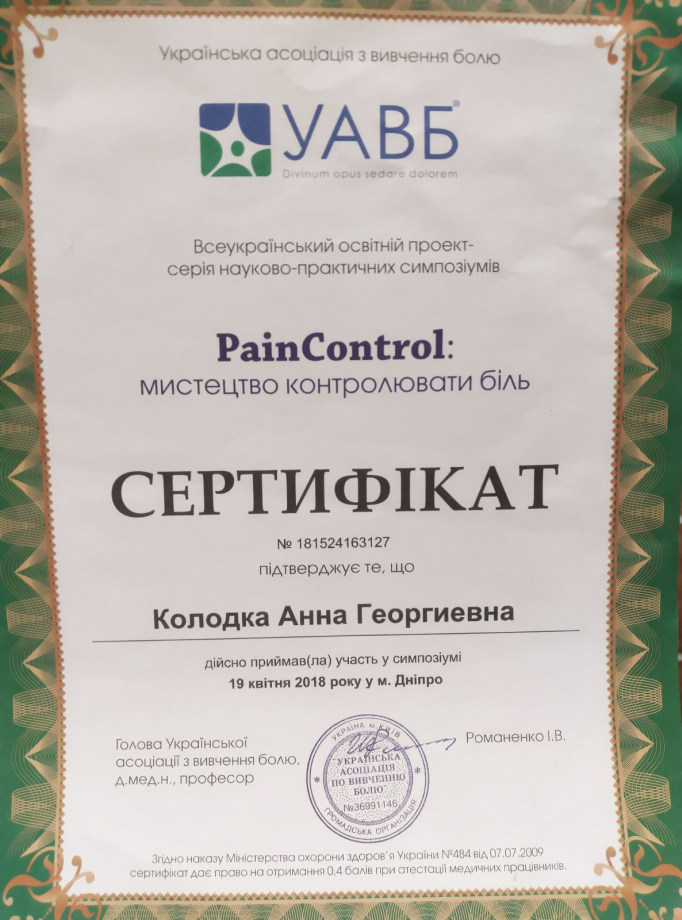 Українська асоціація з вивчення болю
УАВБ®
Divinum opus sedare dolorem
Всеукраїнський освітній проект-
серія науково-практичних симпозіумів
PainControl:
мистецтво контролювати біль
СЕРТИФІКАТ
№ 181524163127
підтверджує те, що
Колодка Анна Георгиевна
дійсно приймав(ла) участь у симпозіумі
19 квітня 2018 року у м. Дніпро
Голова Української
асоціації з вивчення болю,
д.мед.н., професор
УКРАЇНА м.КИЇВ
УКРАЇНСЬКА
АСОЦІАЦІЯ
ПО ВИВЧЕННЮ
БОЛЮ
№36991146
ГРОМАДСЬКА ОРГАНІЗАЦІЯ
Романенко І.В.
Згідно наказу Міністерства охорони здоров'я України №484 від 07.07.2009
сертифікат дає право на отримання 0,4 балів при атестації медичних працівників.